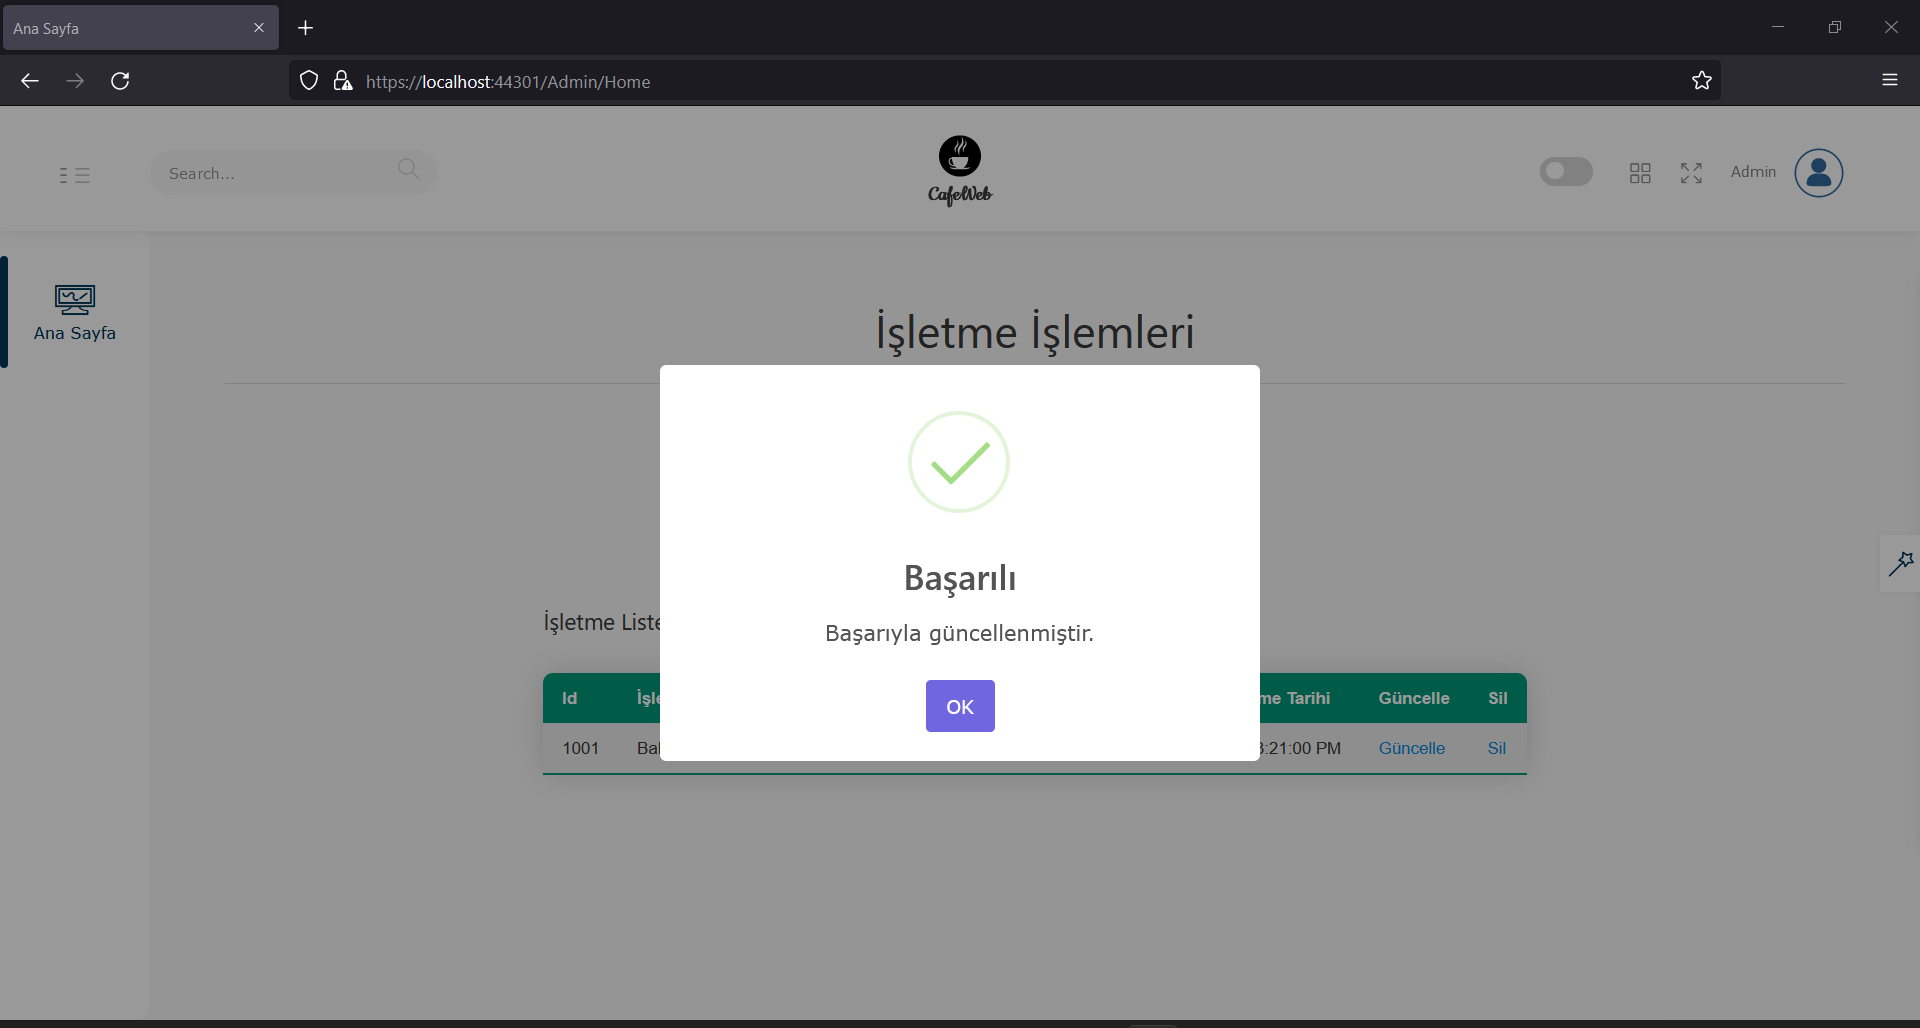 Ana Sayfa
https://localhost:44301/Admin/Home
Search...
CafeWeb
Admin
Ana Sayfa
İşletme İşlemleri
Başarılı
Başarıyla güncellenmiştir.
OK
İşletme Liste
Id İşle me Tarihi Güncelle Sil
1001 Bal 3:21:00 PM Güncelle Sil